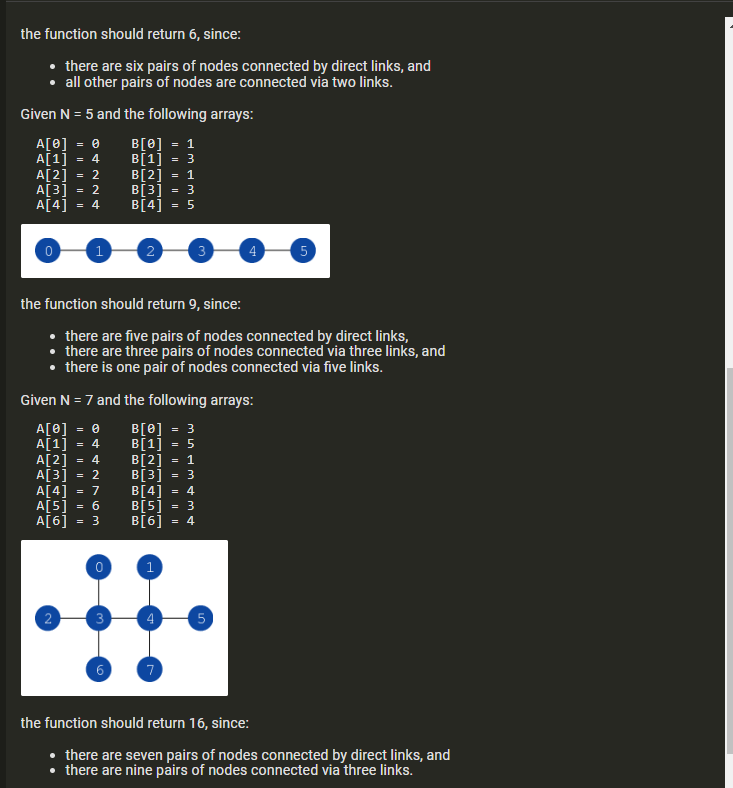 the function should return 6, since:
• there are six pairs of nodes connected by direct links, and
• all other pairs of nodes are connected via two links.
Given N = 5 and the following arrays:
A[0] = 0    B[0] = 1
A[1] = 4    B[1] = 3
A[2] = 2    B[2] = 1
A[3] = 2    B[3] = 3
A[4] = 4    B[4] = 5
0 1 2 3 4 5
the function should return 9, since:
• there are five pairs of nodes connected by direct links,
• there are three pairs of nodes connected via three links, and
• there is one pair of nodes connected via five links.
Given N = 7 and the following arrays:
A[0] = 0    B[0] = 3
A[1] = 4    B[1] = 5
A[2] = 4    B[2] = 1
A[3] = 2    B[3] = 3
A[4] = 7    B[4] = 4
A[5] = 6    B[5] = 3
A[6] = 3    B[6] = 4
0 1
2 3 4 5
6 7
the function should return 16, since:
• there are seven pairs of nodes connected by direct links, and
• there are nine pairs of nodes connected via three links.